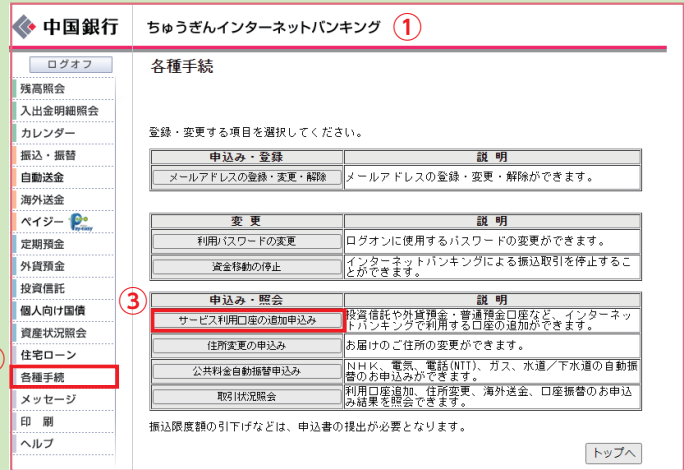 中国銀行
ちゅうぎんインターネットバンキング ①
ログオフ
残高照会
入出金明細照会
カレンダー
振込・振替
自動送金
海外送金
ペイジー Pay-easy
定期預金
外貨預金
投資信託
個人向け国債
資産状況照会
住宅ローン
各種手続
メッセージ
印 刷
ヘルプ
各種手続
登録・変更する項目を選択してください。
申込み・登録 説 明
メールアドレスの登録・変更・解除 メールアドレスの登録・変更・解除ができます。
変 更 説 明
利用パスワードの変更 ログオンに使用するパスワードの変更ができます。
資金移動の停止 インターネットバンキングによる振込取引を停止するこ
とができます。
③
申込み・照会 説 明
サービス利用口座の追加申込み 投資信託や外貨預金・普通預金口座など、インターネッ
トバンキングで利用する口座の追加ができます。
住所変更の申込み お届けのご住所の変更ができます。
公共料金自動振替申込み NHK、電気、電話(NTT)、ガス、水道／下水道の自動振
替のお申込みができます。
取引状況照会 利用口座追加、住所変更、海外送金、口座振替のお申込
み結果を照会できます。
振込限度額の引下げなどは、申込書の提出が必要となります。
トップへ